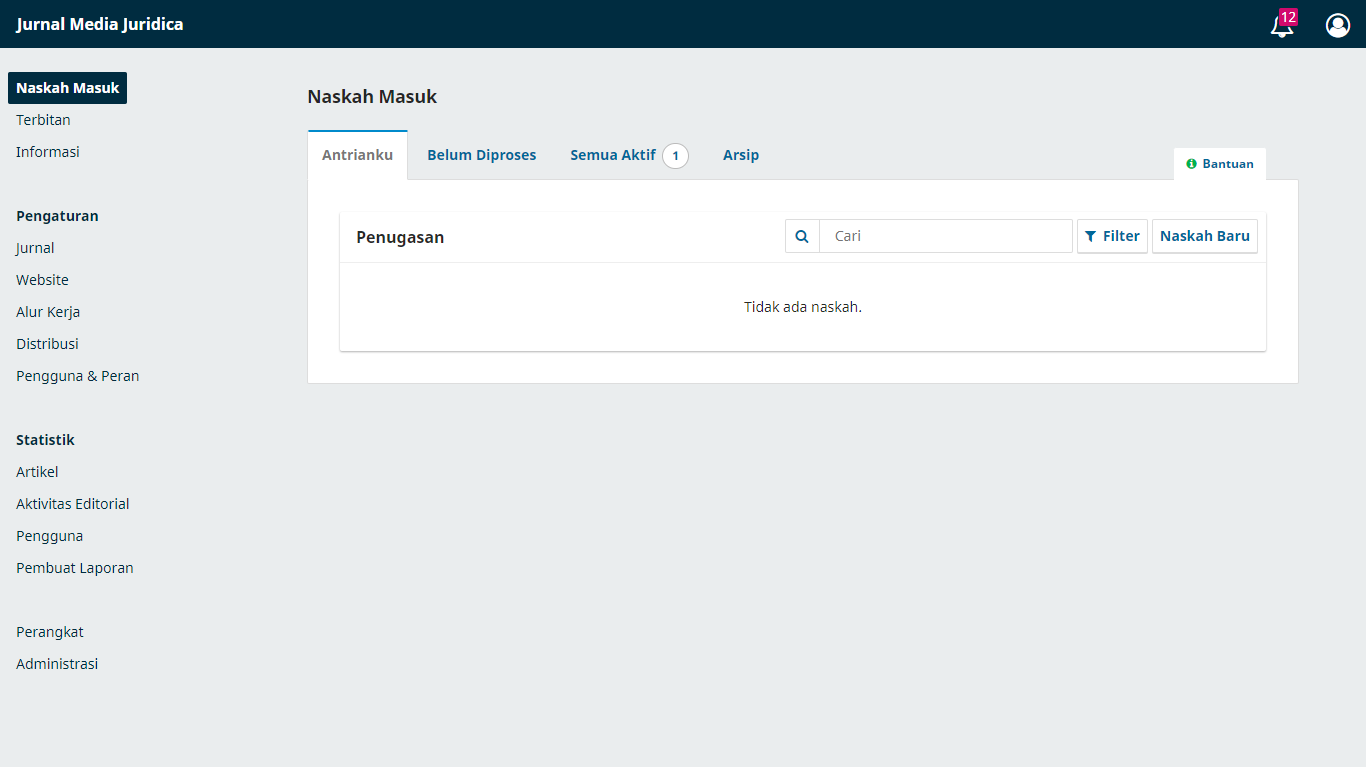 Jurnal Media Juridica
12
Naskah Masuk
Terbitan
Informasi
Pengaturan
Jurnal
Website
Alur Kerja
Distribusi
Pengguna & Peran
Statistik
Artikel
Aktivitas Editorial
Pengguna
Pembuat Laporan
Perangkat
Administrasi
Naskah Masuk
Antrianku Belum Diproses Semua Aktif 1 Arsip
Bantuan
Penugasan Cari Filter Naskah Baru
Tidak ada naskah.